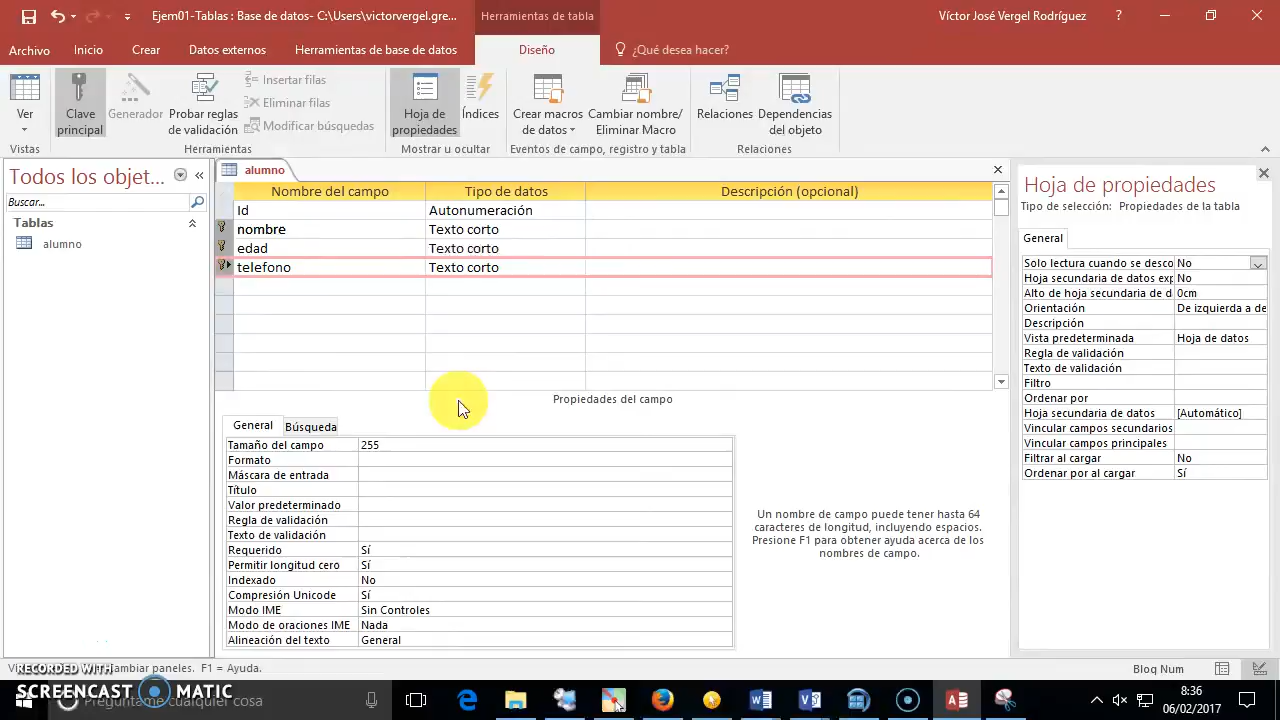 Ejem01-Tablas : Base de datos- C:\Users\victorvergel.gre...
Herramientas de tabla
Víctor José Vergel Rodríguez
?
Archivo
Inicio
Crear
Datos externos
Herramientas de base de datos
Diseño
¿Qué desea hacer?
Ver
Clave principal
Generador
Probar reglas de validación
Insertar filas
Eliminar filas
Modificar búsquedas
Hoja de propiedades
Índices
Crear macros de datos
Cambiar nombre/ Eliminar Macro
Relaciones
Dependencias del objeto
Vistas
Herramientas
Mostrar u ocultar
Eventos de campo, registro y tabla
Relaciones
Todos los objet...
Buscar...
Tablas
alumno
alumno
Nombre del campo Tipo de datos Descripción (opcional)
Id Autonumeración
nombre Texto corto
edad Texto corto
telefono Texto corto
Propiedades del campo
General Búsqueda
Tamaño del campo 255
Formato
Máscara de entrada
Título
Valor predeterminado
Regla de validación
Texto de validación
Requerido Sí
Permitir longitud cero Sí
Indexado No
Compresión Unicode Sí
Modo IME Sin Controles
Modo de oraciones IME Nada
Alineación del texto General
Un nombre de campo puede tener hasta 64
caracteres de longitud, incluyendo espacios.
Presione F1 para obtener ayuda acerca de los
nombres de campo.
Hoja de propiedades
Tipo de selección: Propiedades de la tabla
General
Solo lectura cuando se desco No
Hoja secundaria de datos exp No
Alto de hoja secundaria de d 0cm
Orientación De izquierda a de
Descripción
Vista predeterminada Hoja de datos
Regla de validación
Texto de validación
Filtro
Ordenar por
Hoja secundaria de datos [Automático]
Vincular campos secundarios
Vincular campos principales
Filtrar al cargar No
Ordenar por al cargar Sí
cambiar paneles. F1 = Ayuda.
Bloq Num
RECORDED WITH
SCREENCAST MATIC
Pregúntame cualquier cosa
8:36
06/02/2017